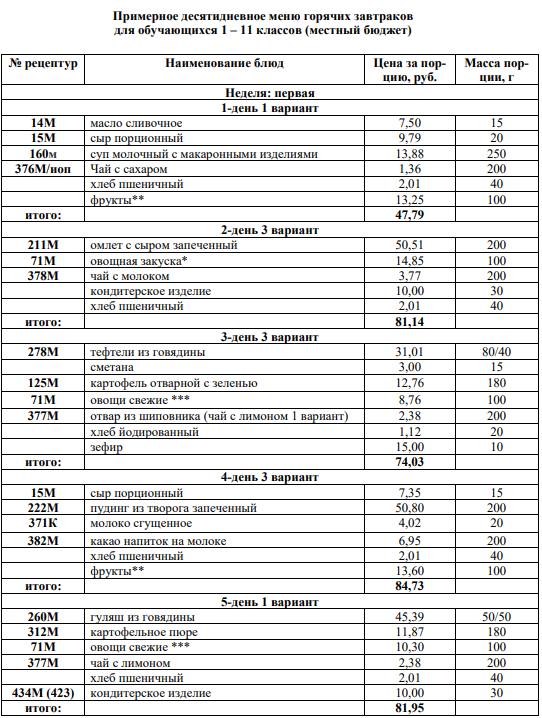 Примерное десятидневное меню горячих завтраков
для обучающихся 1 – 11 классов (местный бюджет)
№ рецептур Наименование блюд Цена за пор- Масса пор-
цию, руб. ции, г
Неделя: первая
1-день 1 вариант
14М масло сливочное 7,50 15
15М сыр порционный 9,79 20
160м суп молочный с макаронными изделиями 13,88 250
376М/иоп Чай с сахаром 1,36 200
хлеб пшеничный 2,01 40
фрукты** 13,25 100
итого: 47,79
2-день 3 вариант
211М омлет с сыром запеченный 50,51 200
71М овощная закуска* 14,85 100
378М чай с молоком 3,77 200
кондитерское изделие 10,00 30
хлеб пшеничный 2,01 40
итого: 81,14
3-день 3 вариант
278М тефтели из говядины 31,01 80/40
сметана 3,00 15
125М картофель отварной с зеленью 12,76 180
71М овощи свежие *** 8,76 100
377М отвар из шиповника (чай с лимоном 1 вариант) 2,38 200
хлеб йодированный 1,12 20
зефир 15,00 10
итого: 74,03
4-день 3 вариант
15М сыр порционный 7,35 15
222М пудинг из творога запеченный 50,80 200
371К молоко сгущенное 4,02 20
382М какао напиток на молоке 6,95 200
хлеб пшеничный 2,01 40
фрукты** 13,60 100
итого: 84,73
5-день 1 вариант
260М гуляш из говядины 45,39 50/50
312М картофельное пюре 11,87 180
71М овощи свежие *** 10,30 100
377М чай с лимоном 2,38 200
хлеб пшеничный 2,01 40
434М (423) кондитерское изделие 10,00 30
итого: 81,95